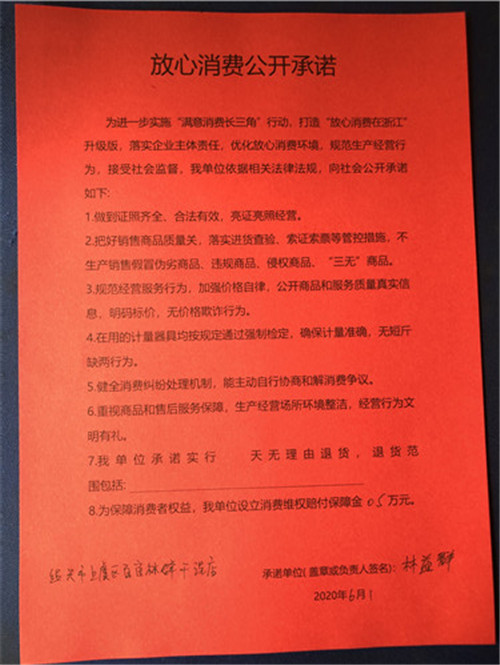 放心消费公开承诺
为进一步实施“满意消费长三角”行动，打造“放心消费在浙江”
升级版，落实企业主体责任，优化放心消费环境，规范生产经营行
为，接受社会监督，我单位依据相关法律法规，向社会公开承诺
如下：
1.做到证照齐全、合法有效，亮证亮照经营。
2.把好销售商品质量关，落实进货查验、索证索票等管控措施，不
生产销售假冒伪劣商品、违规商品、侵权商品，“三无”商品。
3.规范经营服务行为，加强价格自律，公开商品和服务质量真实信
息，明码标价，无价格欺诈行为。
4.在用的计量器具均按规定通过强制检定，确保计量准确，无短斤
缺两行为。
5.健全消费纠纷处理机制，能主动自行协商和解消费争议。
6.重视商品和售后服务保障，生产经营场所环境整洁，经营行为文
明有礼。
7.我单位承诺实行 天无理由退货，退货范
围包括:
8.为保障消费者权益，我单位设立消费维权赔付保障金 0.5 万元。
绍兴市上虞区百官林 干洗店
承诺单位(盖章或负责人签名): 林益
2020年6月1